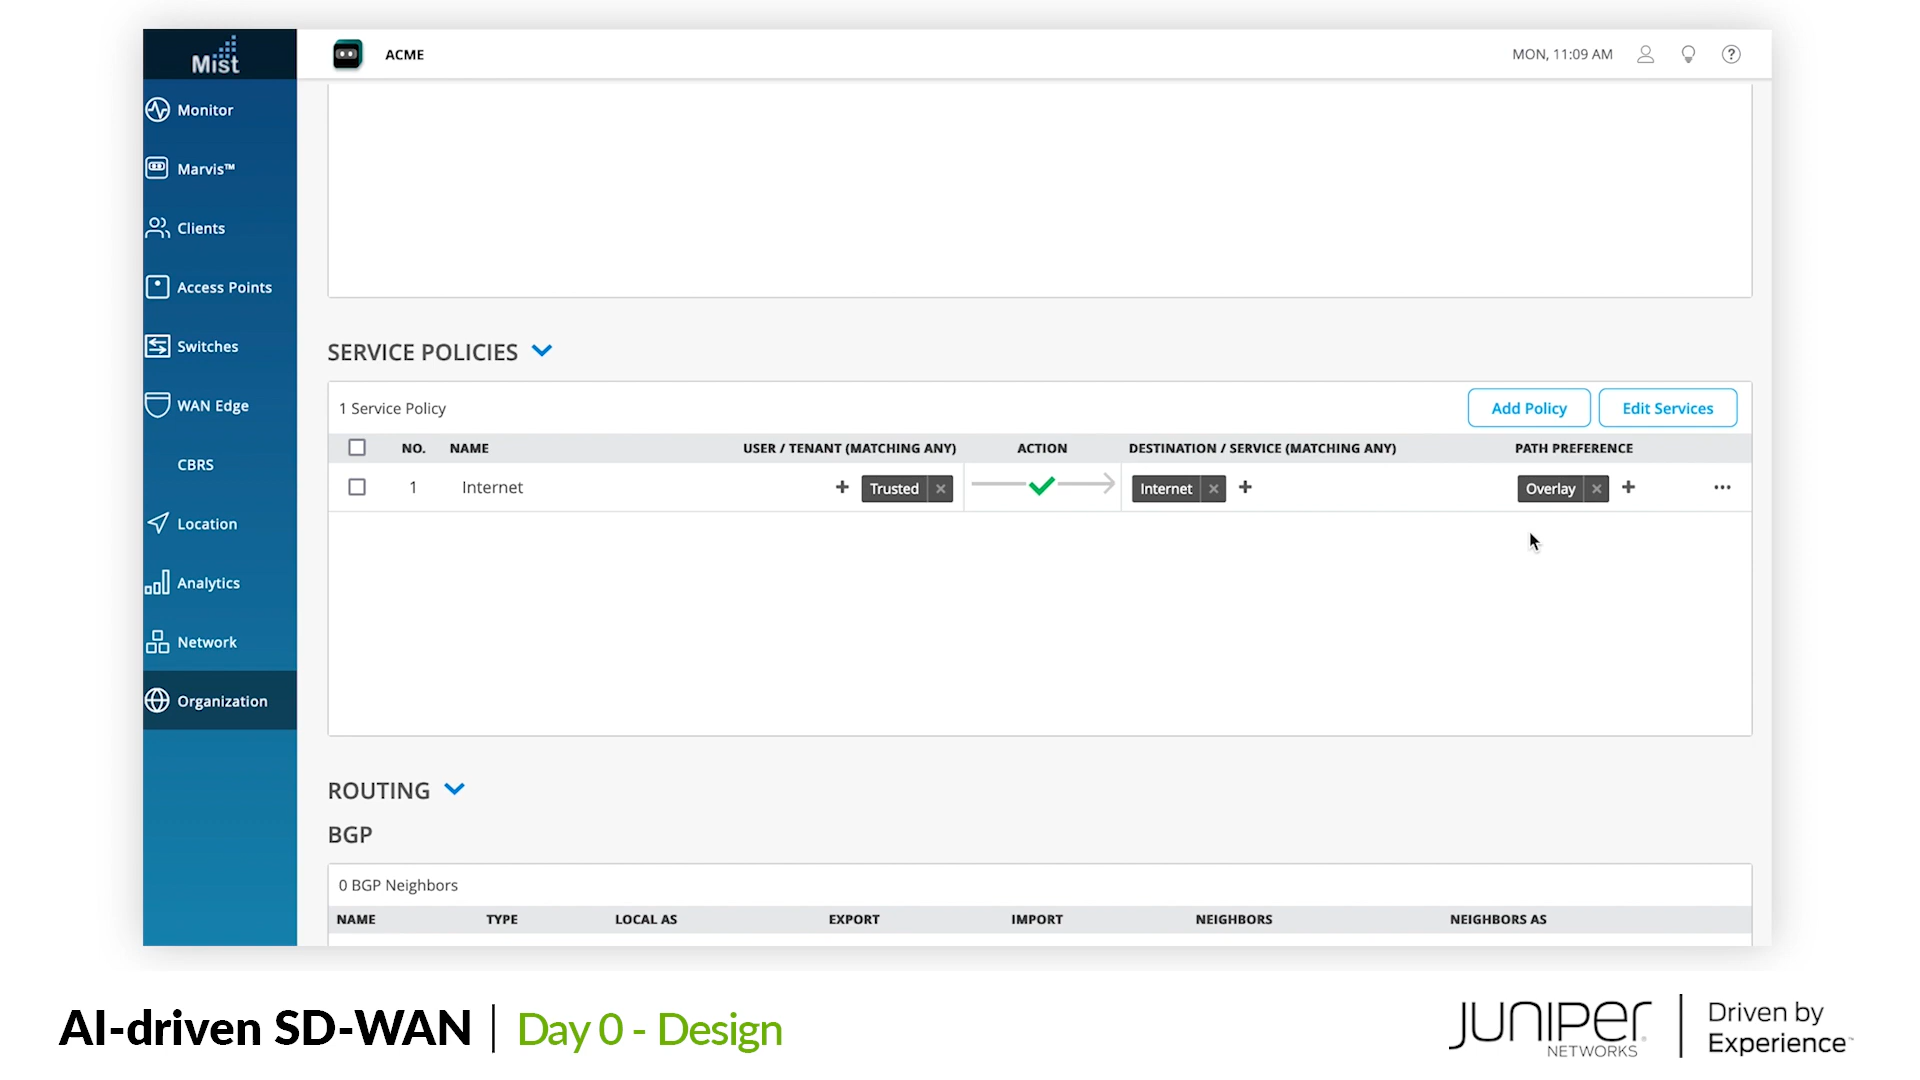 Mist
ACME
MON, 11:09 AM
Monitor
Marvis™
Clients
Access Points
Switches
WAN Edge
CBRS
Location
Analytics
Network
Organization
SERVICE POLICIES
1 Service Policy
Add Policy
Edit Services
NO. NAME USER / TENANT (MATCHING ANY) ACTION DESTINATION / SERVICE (MATCHING ANY) PATH PREFERENCE
1 Internet + Trusted × Internet × + Overlay × + ...
ROUTING
BGP
0 BGP Neighbors
NAME TYPE LOCAL AS EXPORT IMPORT NEIGHBORS NEIGHBORS AS
AI-driven SD-WAN | Day 0 - Design
JUNIPER NETWORKS | Driven by
Experience™